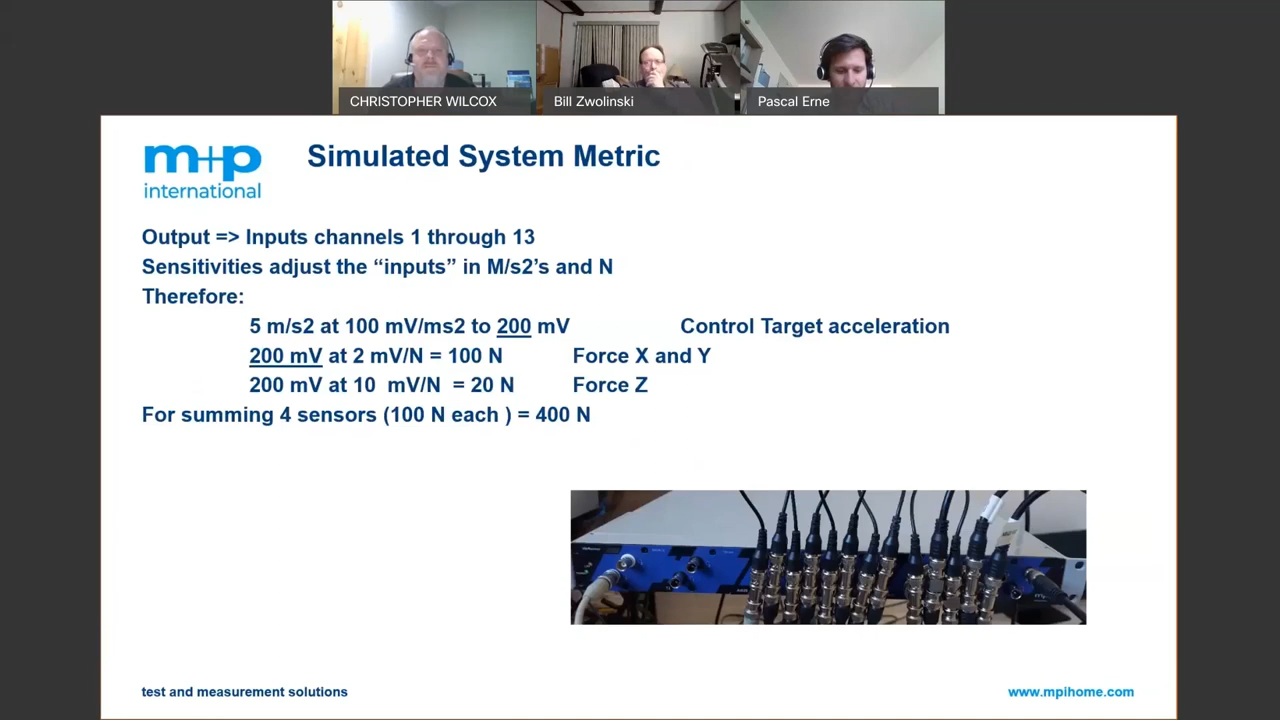 CHRISTOPHER WILCOX
Bill Zwolinski
Pascal Erne
m+p
international
Simulated System Metric
Output => Inputs channels 1 through 13
Sensitivities adjust the “inputs” in M/s2’s and N
Therefore:
5 m/s2 at 100 mV/ms2 to 200 mV Control Target acceleration
200 mV at 2 mV/N = 100 N Force X and Y
200 mV at 10 mV/N = 20 N Force Z
For summing 4 sensors (100 N each ) = 400 N
test and measurement solutions
www.mpihome.com